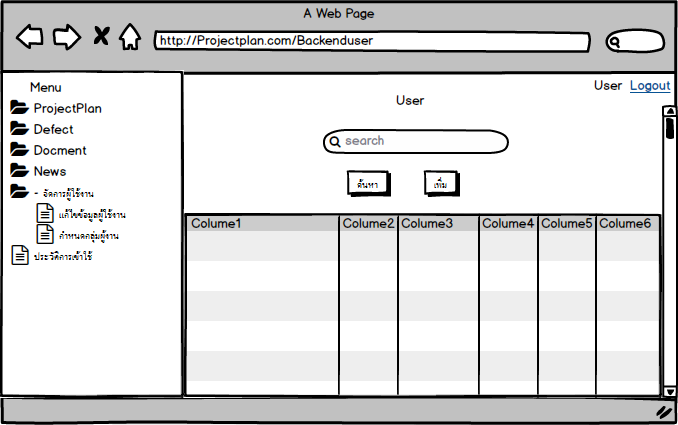 A Web Page
http://Projectplan.com/Backenduser
User Logout
Menu
ProjectPlan
Defect
Docment
News
- จัดการผู้ใช้งาน
แก้ไขข้อมูลผู้ใช้งาน
กำหนดกลุ่มผู้งาน
ประวัติการเข้าใช้
User
search
ค้นหา เพิ่ม
Colume1 Colume2 Colume3 Colume4 Colume5 Colume6